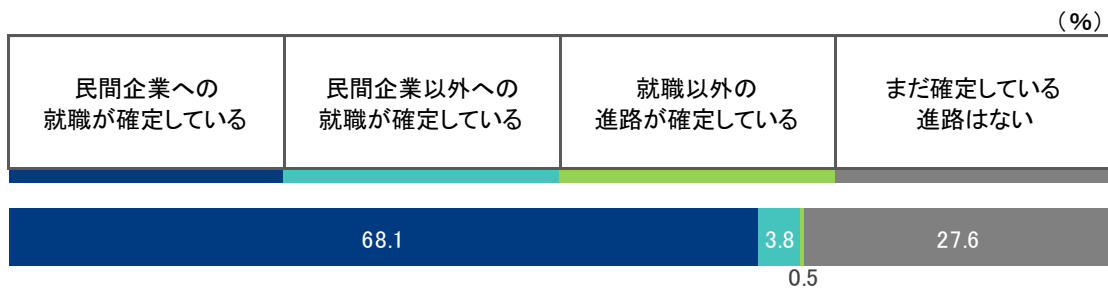 （%）
民間企業への
就職が確定している
民間企業以外への
就職が確定している
就職以外の
進路が確定している
まだ確定している
進路はない
68.1
3.8
27.6
0.5